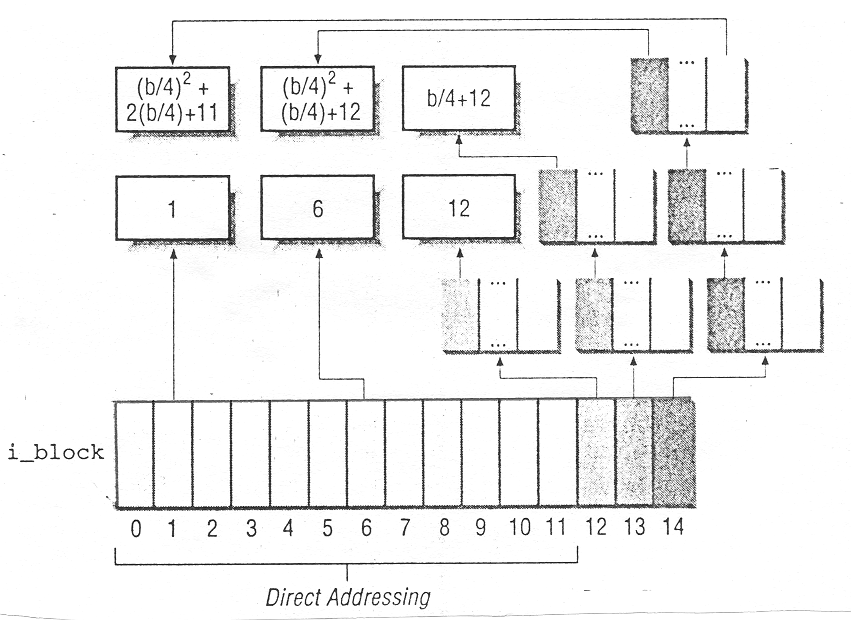 (b/4)² +
2(b/4)+11
(b/4)² +
(b/4)+12
b/4+12
...
...
1
6
12
...
...
...
...
...
...
...
...
...
...
i_block
0 1 2 3 4 5 6 7 8 9 10 11 12 13 14
Direct Addressing